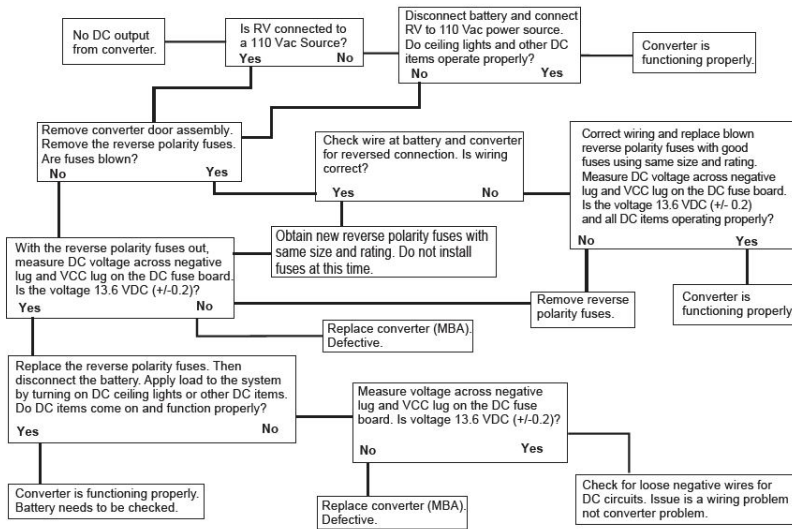 No DC output
from converter.
Is RV connected to
a 110 Vac Source?
Yes
No
Disconnect battery and connect
RV to 110 Vac power source.
Do ceiling lights and other DC
items operate properly?
No
Yes
Converter is
functioning properly.
Remove converter door assembly.
Remove the reverse polarity fuses.
Are fuses blown?
No
Yes
Check wire at battery and converter
for reversed connection. Is wiring
correct?
Yes
No
Correct wiring and replace blown
reverse polarity fuses with good
fuses using same size and rating.
Measure DC voltage across negative
lug and VCC lug on the DC fuse board.
Is the voltage 13.6 VDC (+/- 0.2)
and all DC items operating properly?
No
Yes
With the reverse polarity fuses out,
measure DC voltage across negative
lug and VCC lug on the DC fuse board.
Is the voltage 13.6 VDC (+/-0.2)?
Yes
No
Obtain new reverse polarity fuses with
same size and rating. Do not install
fuses at this time.
Remove reverse
polarity fuses.
Converter is
functioning properly
Replace converter (MBA).
Defective.
Replace the reverse polarity fuses. Then
disconnect the battery. Apply load to the system
by turning on DC ceiling lights or other DC items.
Do DC items come on and function properly?
Yes
No
Measure voltage across negative
lug and VCC lug on the DC fuse
board. Is voltage 13.6 VDC (+/-0.2)?
No
Yes
Converter is functioning properly.
Battery needs to be checked.
Replace converter (MBA).
Defective.
Check for loose negative wires for
DC circuits. Issue is a wiring problem
not converter problem.